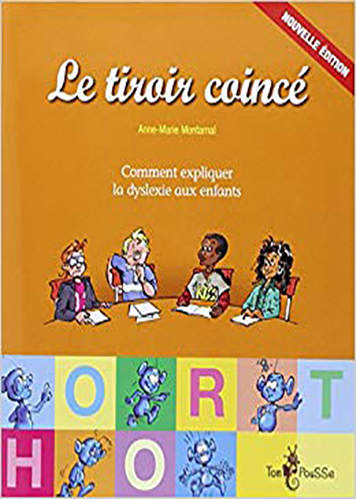 NOUVELLE ÉDITION
Le tiroir coincé
Anne-Marie Montarnal
Comment expliquer
la dyslexie aux enfants
O R T
H O
Tom Pousse